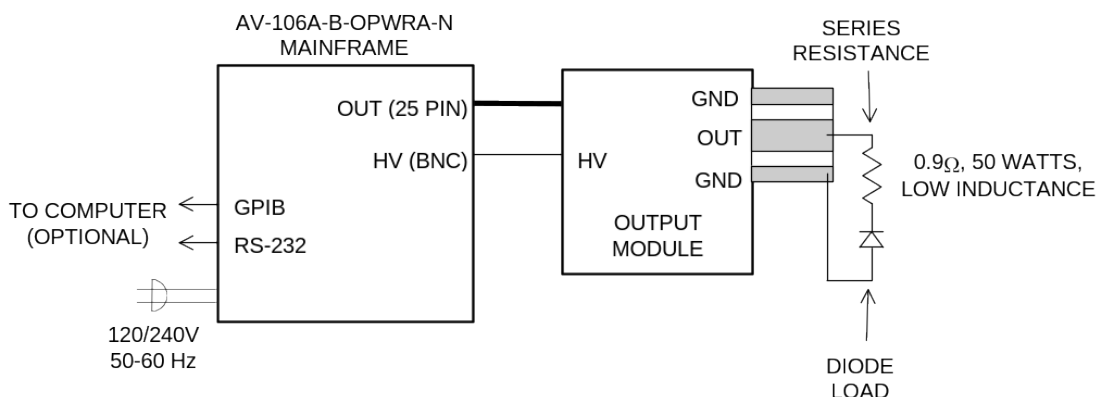 AV-106A-B-OPWRA-N
MAINFRAME
OUT (25 PIN)
HV (BNC)
GPIB
RS-232
TO COMPUTER
(OPTIONAL)
120/240V
50-60 Hz
GND
OUT
HV
GND
OUTPUT
MODULE
SERIES
RESISTANCE
0.9Ω, 50 WATTS,
LOW INDUCTANCE
DIODE
LOAD